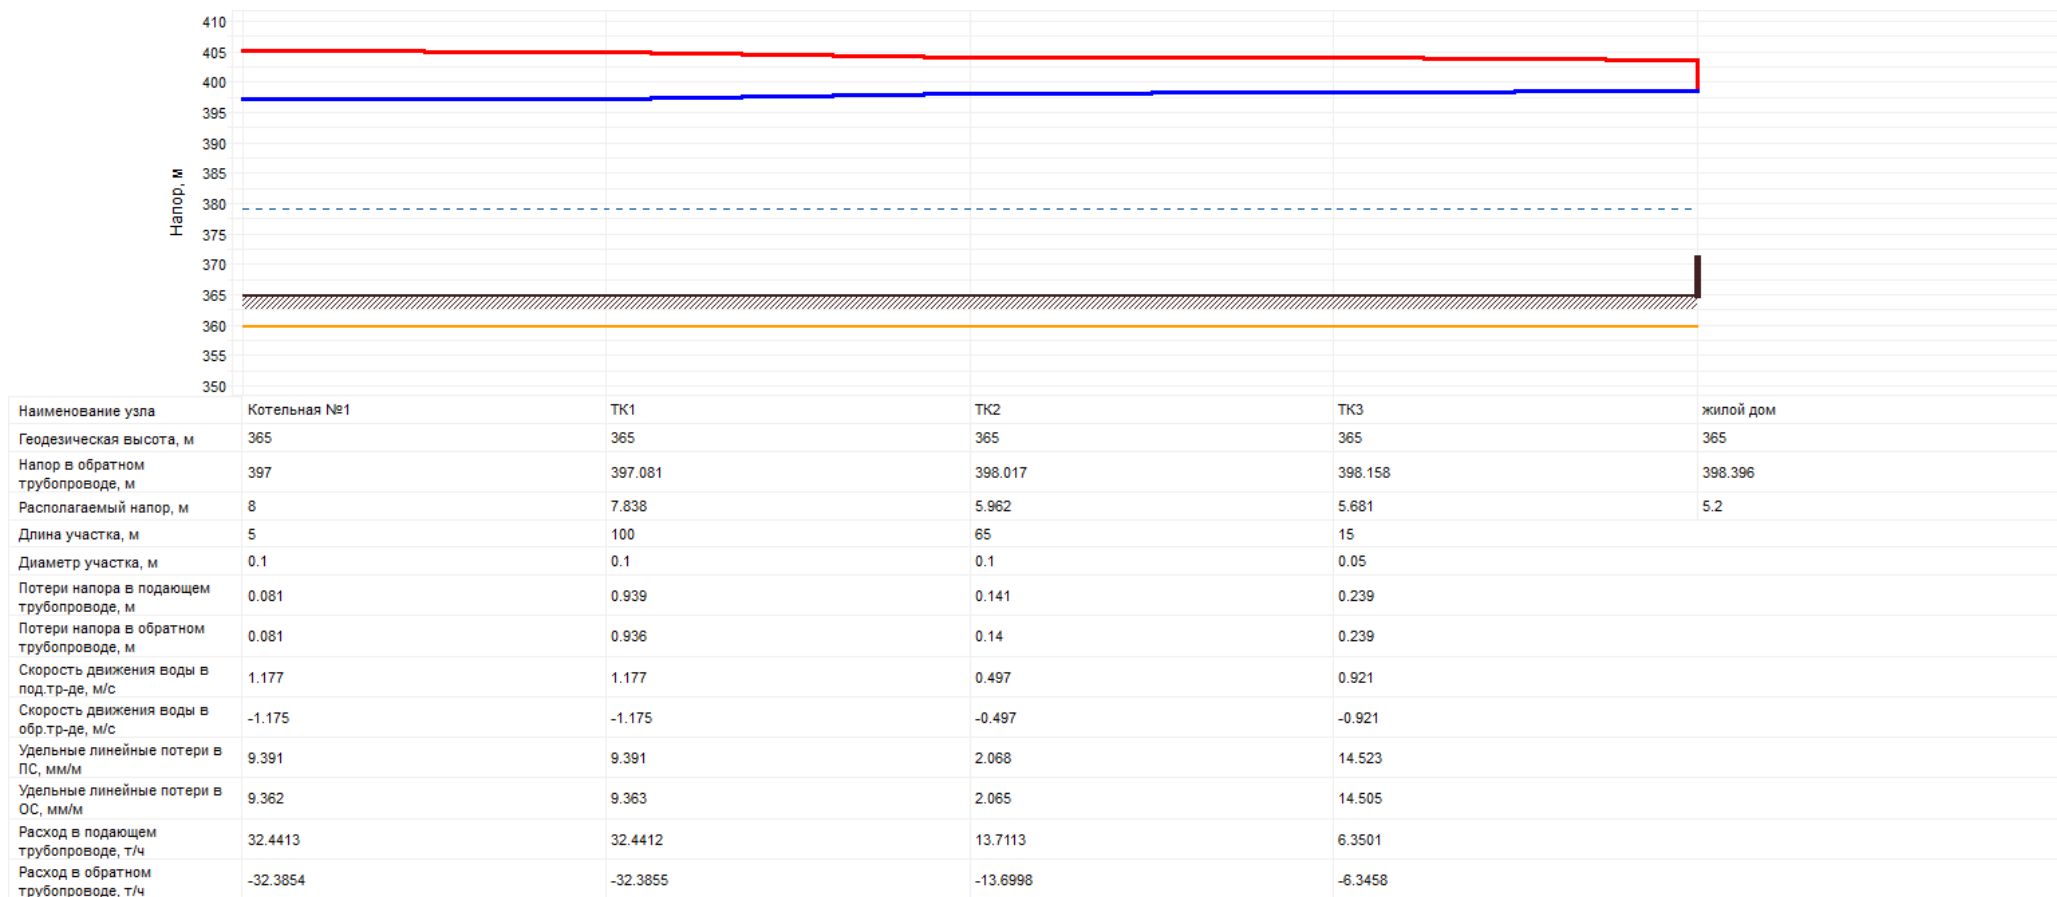 410
405
400
395
390
385
380
375
370
365
360
355
350
Напор, м
Наименование узла Котельная №1 ТК1 ТК2 ТК3 жилой дом
Геодезическая высота, м 365 365 365 365 365
Напор в обратном
трубопроводе, м 397 397.081 398.017 398.158 398.396
Располагаемый напор, м 8 7.838 5.962 5.681 5.2
Длина участка, м 5 100 65 15
Диаметр участка, м 0.1 0.1 0.1 0.05
Потери напора в подающем
трубопроводе, м 0.081 0.939 0.141 0.239
Потери напора в обратном
трубопроводе, м 0.081 0.936 0.14 0.239
Скорость движения воды в
под.тр-де, м/с 1.177 1.177 0.497 0.921
Скорость движения воды в
обр.тр-де, м/с -1.175 -1.175 -0.497 -0.921
Удельные линейные потери в
ПС, мм/м 9.391 9.391 2.068 14.523
Удельные линейные потери в
ОС, мм/м 9.362 9.363 2.065 14.505
Расход в подающем
трубопроводе, т/ч 32.4413 32.4412 13.7113 6.3501
Расход в обратном
трубопроводе, т/ч -32.3854 -32.3855 -13.6998 -6.3458